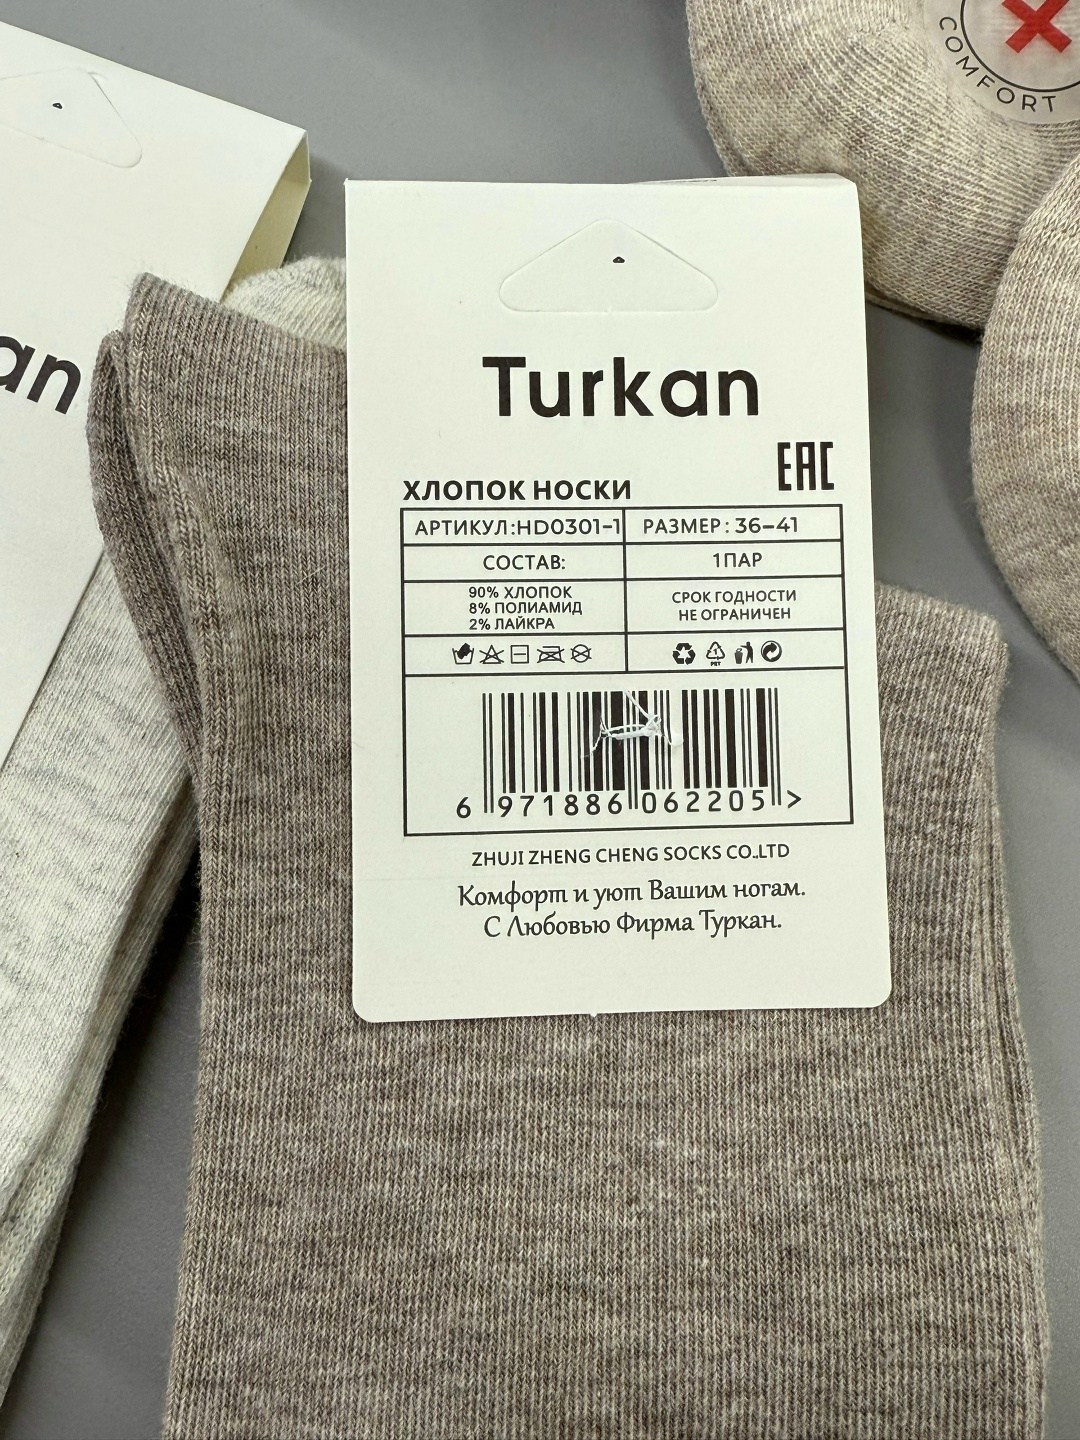 COMFORT
an
Turkan
EAC
ХЛОПОК НОСКИ
АРТИКУЛ:HD0301-1 РАЗМЕР: 36-41
СОСТАВ: 1ПАР
90% ХЛОПОК
8% ПОЛИАМИД
2% ЛАЙКРА
СРОК ГОДНОСТИ
НЕ ОГРАНИЧЕН
1
PET
6 971886 062205 >
ZHUJI ZHENG CHENG SOCKS CO.,LTD
Комфорт и уют Вашим ногам.
С Любовью Фирма Туркан.